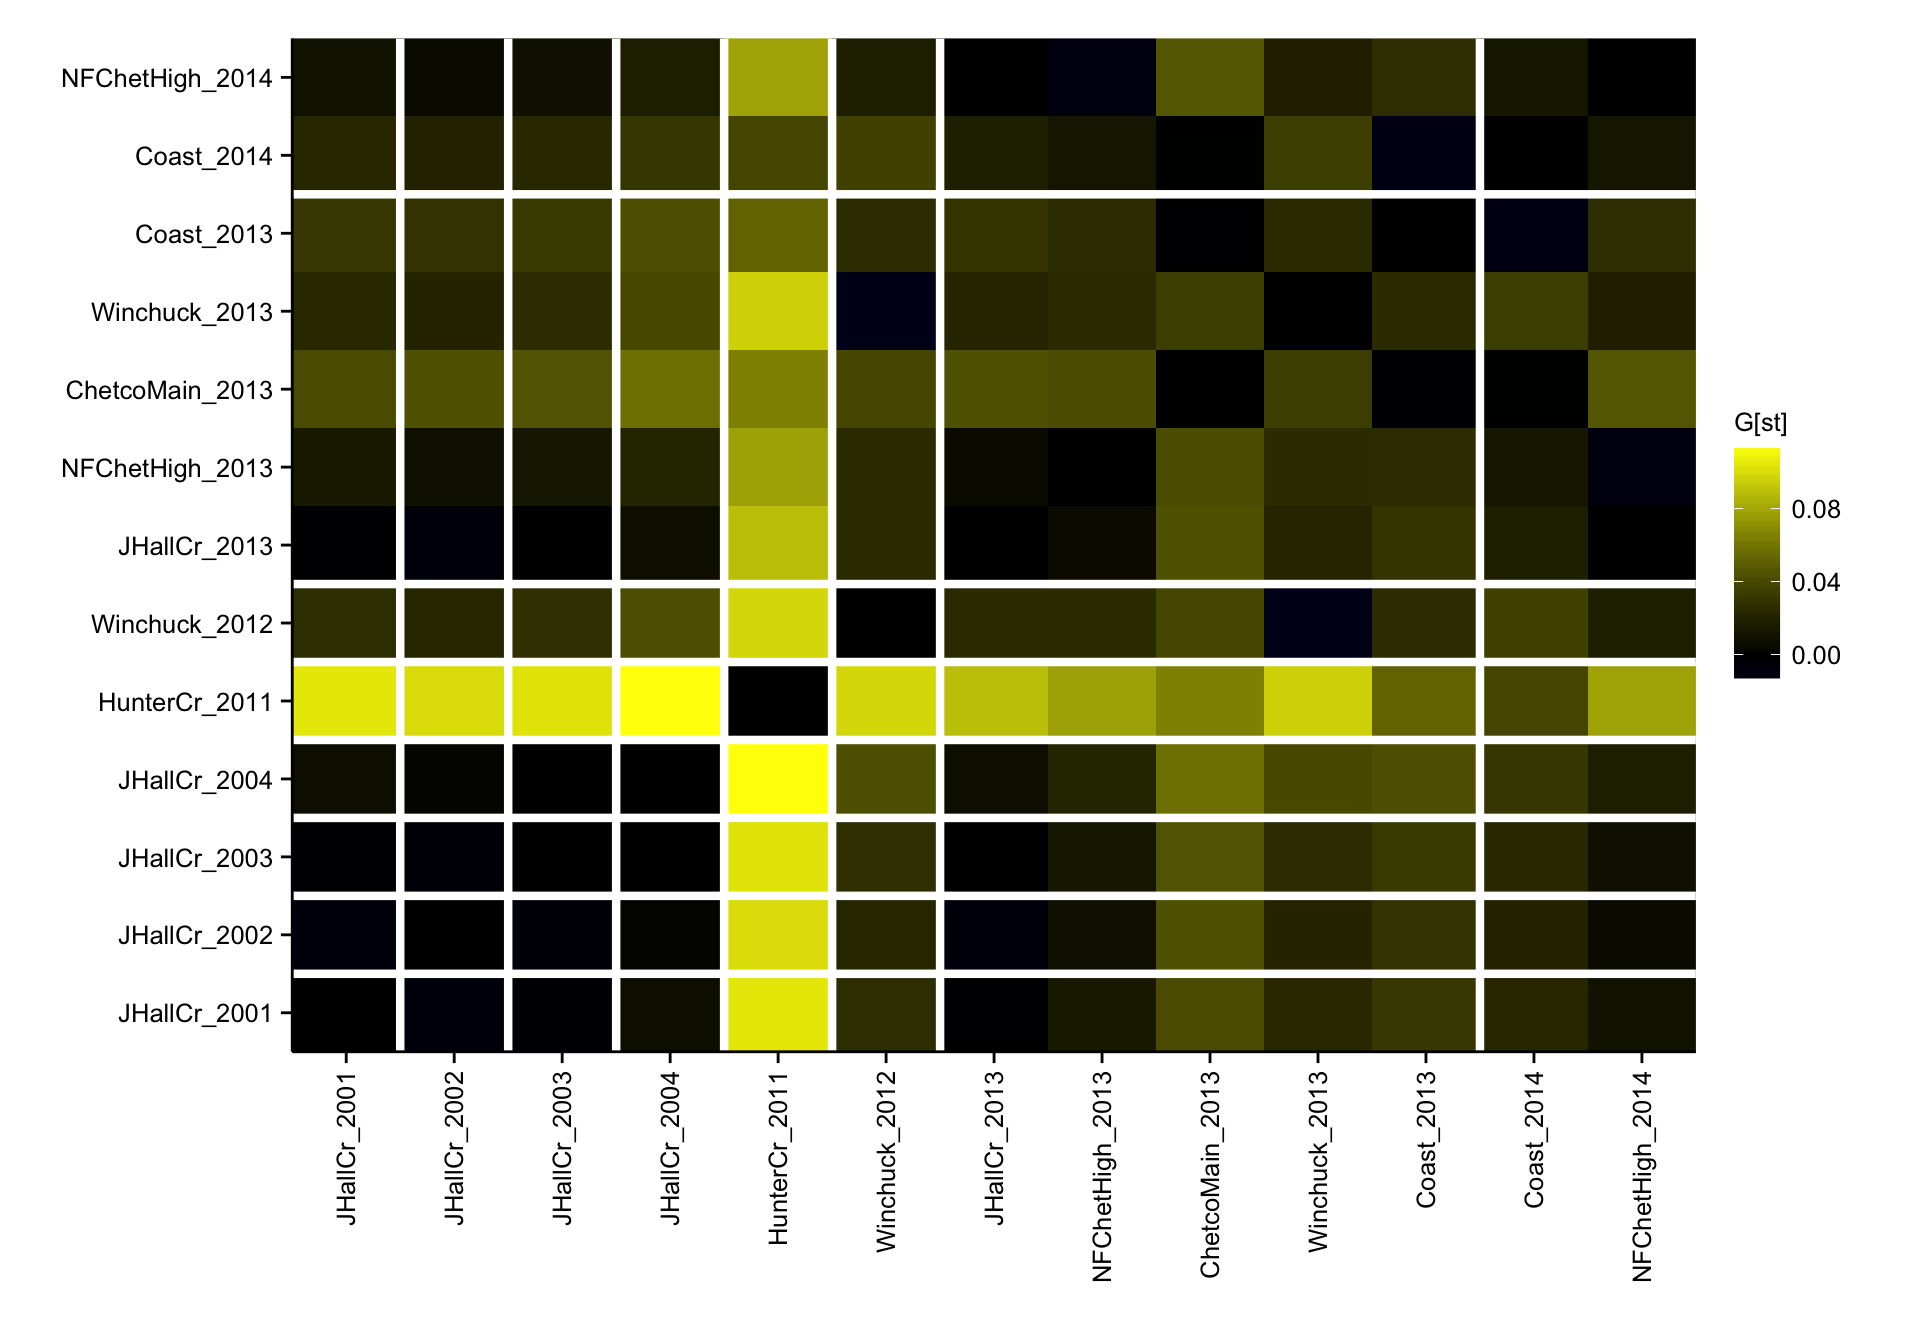 NFChetHigh_2014
Coast_2014
Coast_2013
Winchuck_2013
ChetcoMain_2013
NFChetHigh_2013
JHallCr_2013
Winchuck_2012
HunterCr_2011
JHallCr_2004
JHallCr_2003
JHallCr_2002
JHallCr_2001
JHallCr_2001
JHallCr_2002
JHallCr_2003
JHallCr_2004
HunterCr_2011
Winchuck_2012
JHallCr_2013
NFChetHigh_2013
ChetcoMain_2013
Winchuck_2013
Coast_2013
Coast_2014
NFChetHigh_2014
G[st]
0.08
0.04
0.00